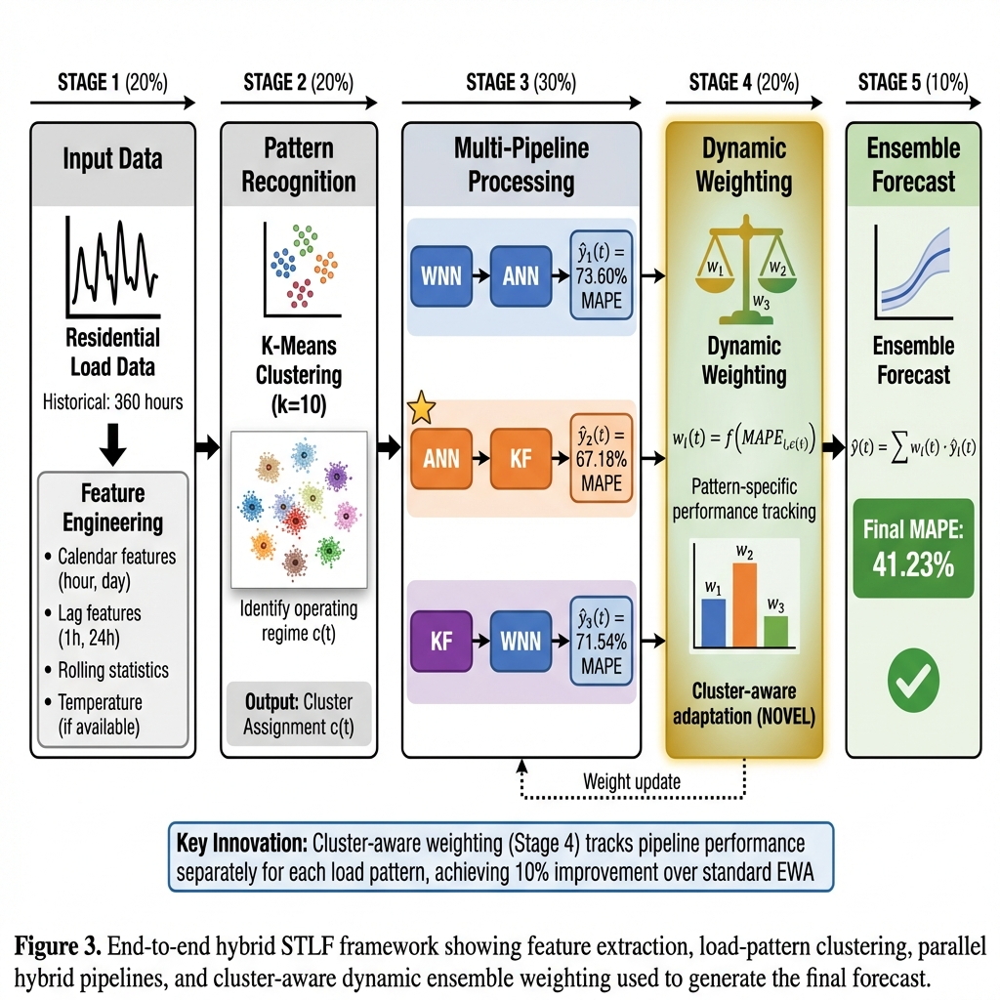 STAGE 1 (20%)
STAGE 2 (20%)
STAGE 3 (30%)
STAGE 4 (20%)
STAGE 5 (10%)
Input Data
Residential
Load Data
Historical: 360 hours
Feature
Engineering
• Calendar features
(hour, day)
• Lag features
(1h, 24h)
• Rolling statistics
• Temperature
(if available)
Pattern
Recognition
K-Means
Clustering
(k=10)
Identify operating
regime c(t)
Output: Cluster
Assignment c(t)
Multi-Pipeline
Processing
WNN
ANN
ŷ₁(t) =
73.60%
MAPE
ANN
KF
ŷ₂(t) =
67.18%
MAPE
KF
WNN
ŷ₃(t) =
71.54%
MAPE
Dynamic
Weighting
w₁
w₂
w₃
Dynamic
Weighting
wᵢ(t) = f(MAPEᵢ,c(t))
Pattern-specific
performance tracking
w₁
w₂
w₃
Cluster-aware
adaptation (NOVEL)
Ensemble
Forecast
Ensemble
Forecast
ŷ(t) = ∑ wᵢ(t) · ŷᵢ(t)
Final MAPE:
41.23%
Weight update
Key Innovation: Cluster-aware weighting (Stage 4) tracks pipeline performance
separately for each load pattern, achieving 10% improvement over standard EWA
Figure 3. End-to-end hybrid STLF framework showing feature extraction, load-pattern clustering, parallel
hybrid pipelines, and cluster-aware dynamic ensemble weighting used to generate the final forecast.